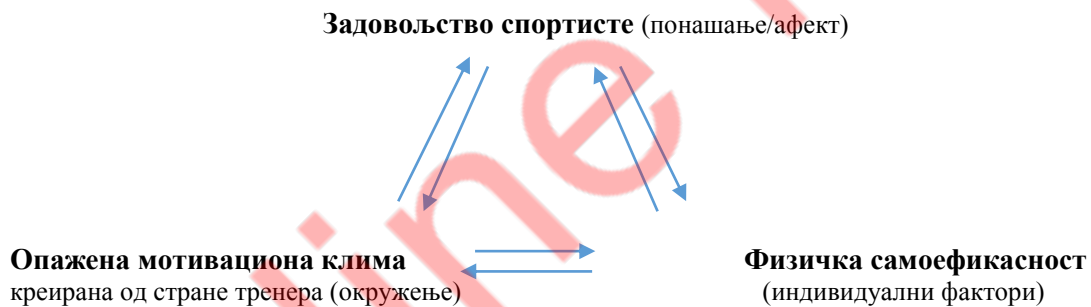 Задовољство спортисте (понашање/афект)
Опажена мотивациона клима Физичка самоефикасност
креирана од стране тренера (окружење) (индивидуални фактори)